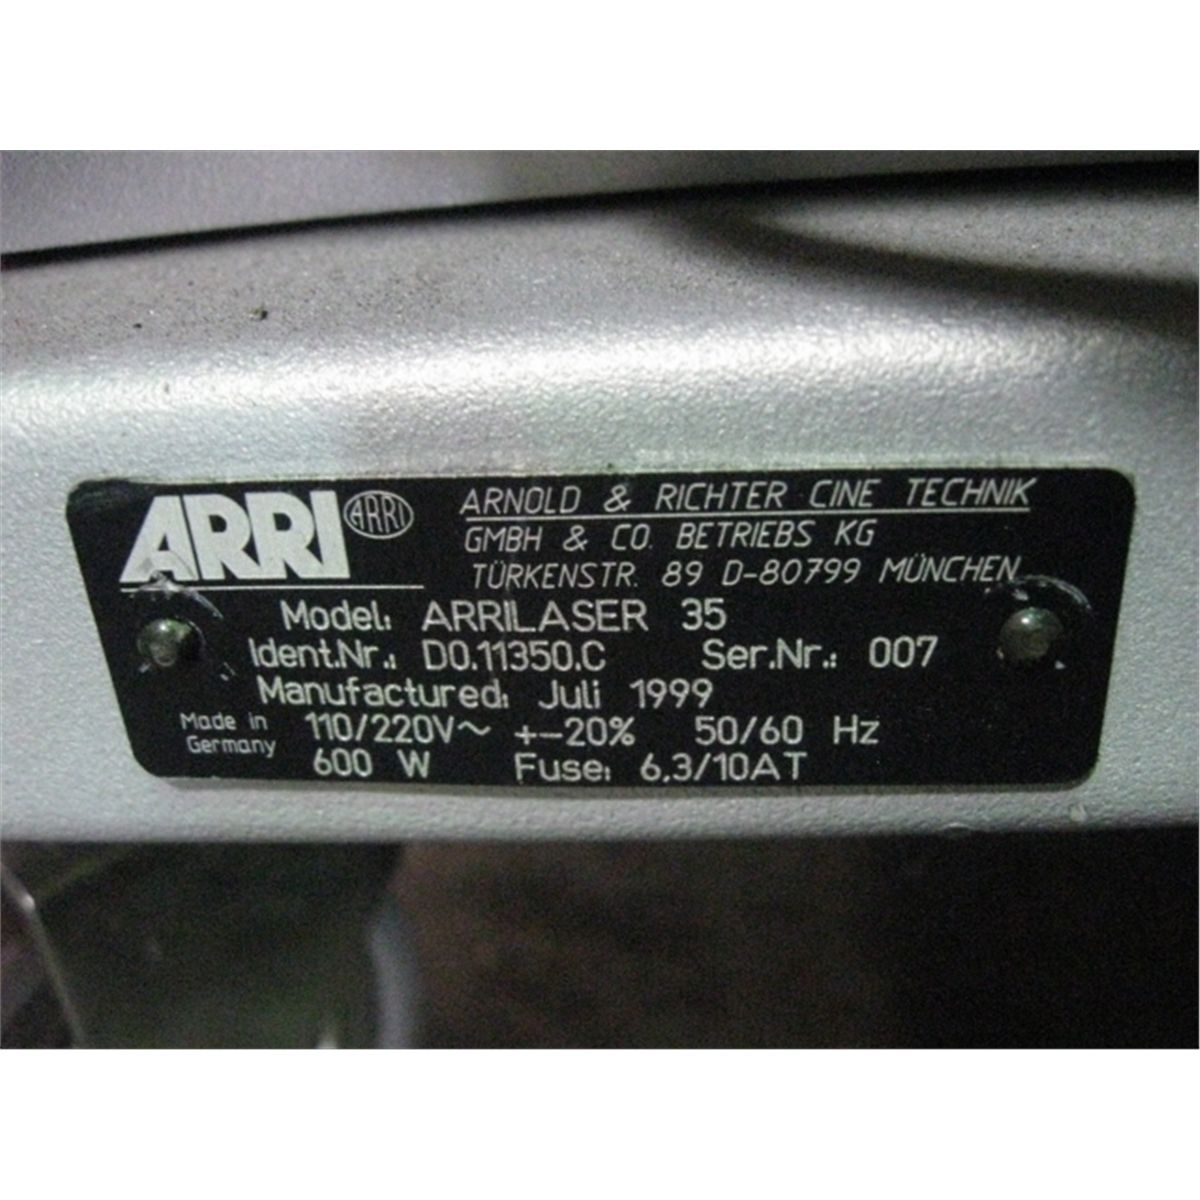 ARRI ARRI ARNOLD & RICHTER CINE TECHNIK
GMBH & CO. BETRIEBS KG
TÜRKENSTR. 89 D-80799 MÜNCHEN
Model: ARRILASER 35
Ident.Nr.: D0.11350.C Ser.Nr.: 007
Manufactured: Juli 1999
Made in
Germany
110/220V~ +-20% 50/60 Hz
600 W Fuse: 6,3/10AT